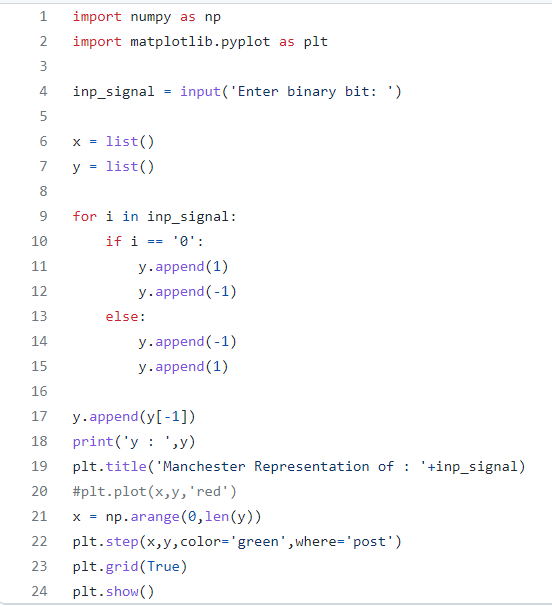 1 import numpy as np
2 import matplotlib.pyplot as plt
3
4 inp_signal = input('Enter binary bit: ')
5
6 x = list()
7 y = list()
8
9 for i in inp_signal:
10     if i == '0':
11         y.append(1)
12         y.append(-1)
13     else:
14         y.append(-1)
15         y.append(1)
16
17 y.append(y[-1])
18 print('y : ',y)
19 plt.title('Manchester Representation of : '+inp_signal)
20 #plt.plot(x,y,'red')
21 x = np.arange(0,len(y))
22 plt.step(x,y,color='green',where='post')
23 plt.grid(True)
24 plt.show()